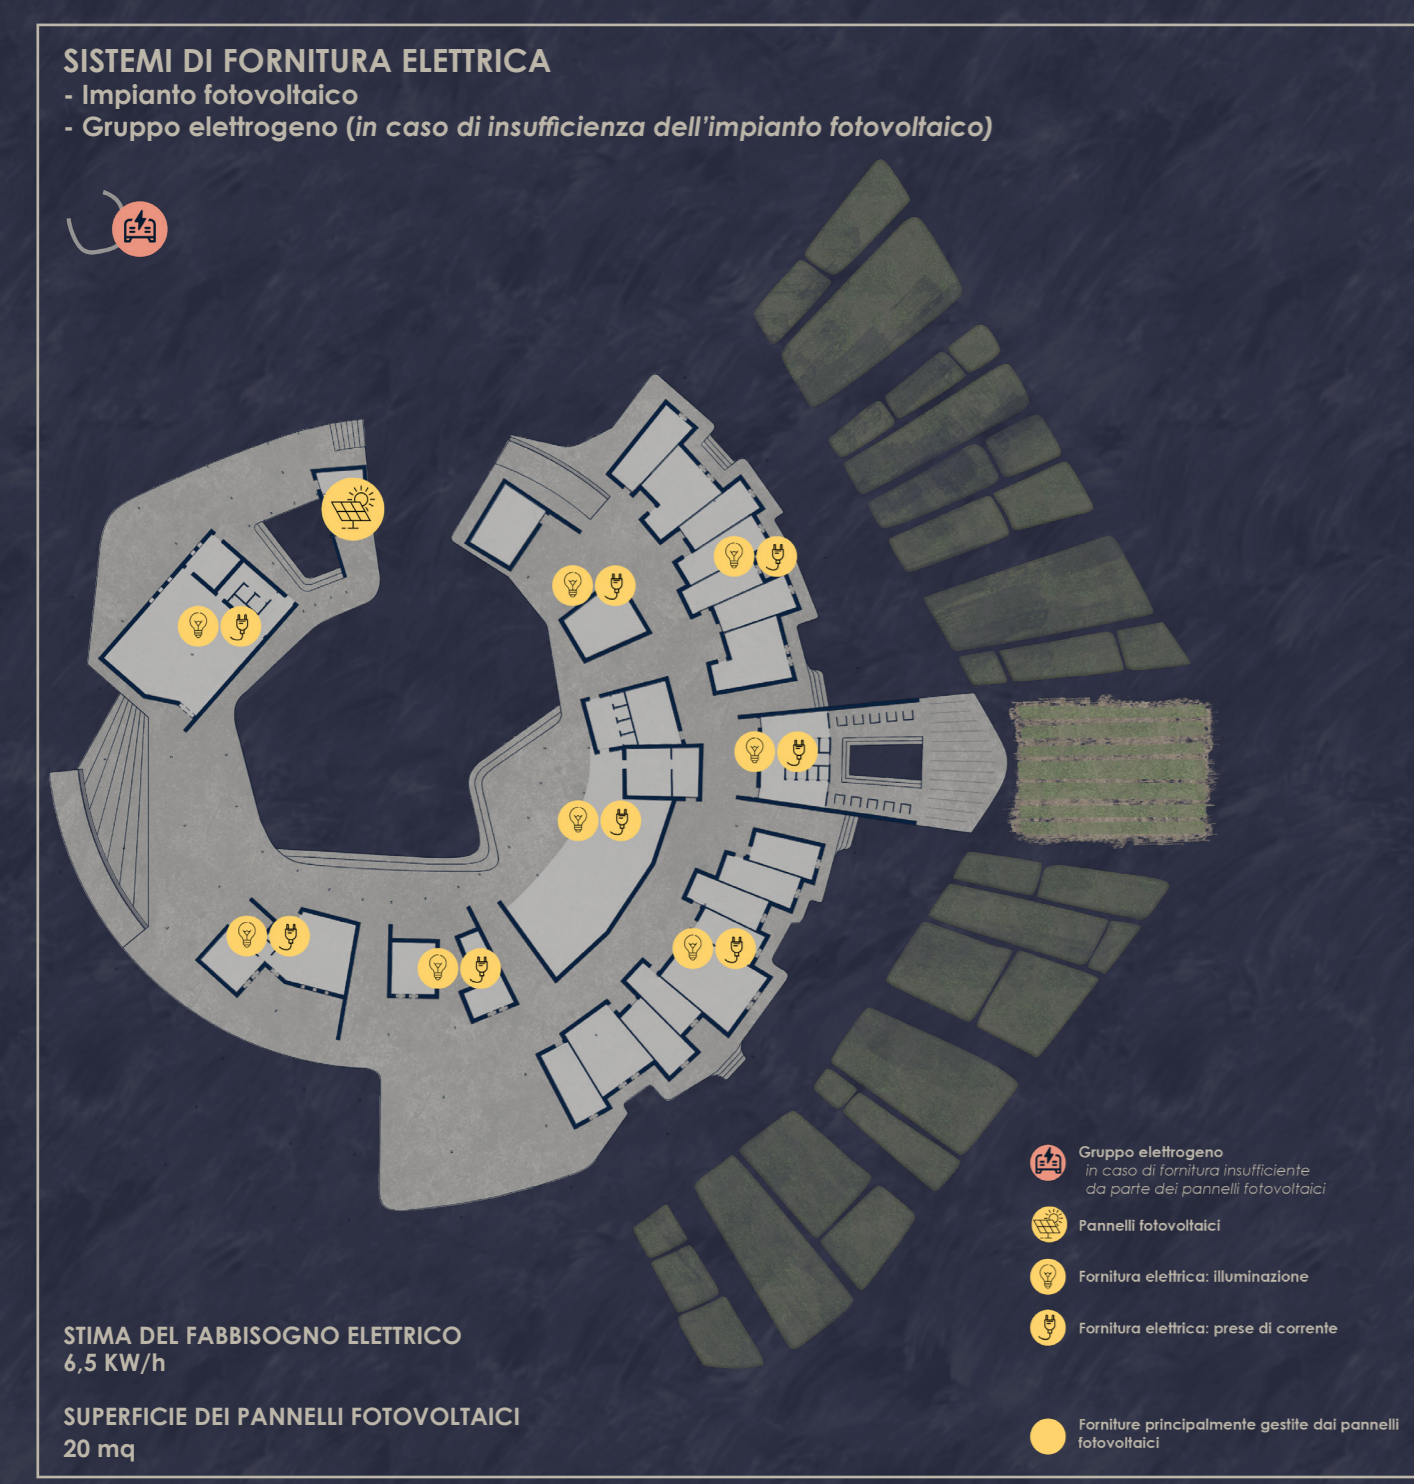 SISTEMI DI FORNITURA ELETTRICA
- Impianto fotovoltaico
- Gruppo elettrogeno (in caso di insufficienza dell'impianto fotovoltaico)
Gruppo elettrogeno
in caso di fornitura insufficiente
da parte dei pannelli fotovoltaici
Pannelli fotovoltaici
Fornitura elettrica: illuminazione
Fornitura elettrica: prese di corrente
STIMA DEL FABBISOGNO ELETTRICO
6,5 KW/h
SUPERFICIE DEI PANNELLI FOTOVOLTAICI
20 mq
Forniture principalmente gestite dai pannelli
fotovoltaici